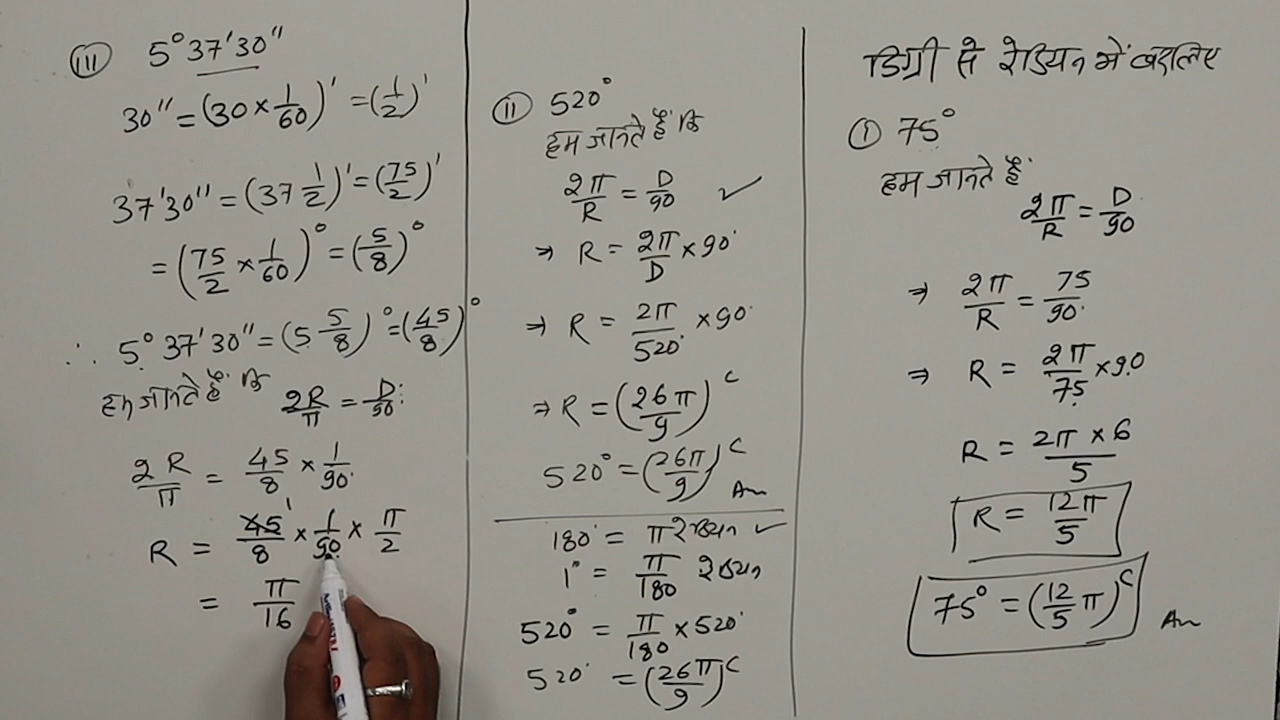 डिग्री से रेडियन में बदलिए
(I) 75°
हम जानते हैं
2π/R = D/90
⇒ 2π/R = 75/90
⇒ R = 2π/75 × 90
R = 2π × 6/5
R = 12π/5
75° = (12/5 π)ᶜ Ans
(II) 520°
हम जानते हैं कि
2π/R = D/90 ✓
⇒ R = 2π/D × 90
⇒ R = 2π/520 × 90
⇒ R = (26π/9)ᶜ
520° = (26π/9)ᶜ Ans
180° = π रेडियन ✓
1° = π/180 रेडियन
520° = π/180 × 520
520° = (26π/9)ᶜ
(III) 5° 37' 30''
30'' = (30 × 1/60)' = (1/2)'
37' 30'' = (37 1/2)' = (75/2)'
= (75/2 × 1/60)° = (5/8)°
∴ 5° 37' 30'' = (5 5/8)° = (45/8)°
हम जानते हैं कि 2R/π = D/90
2R/π = 45/8 × 1/90
R = 45/8 × 1/90 × π/2
= π/16